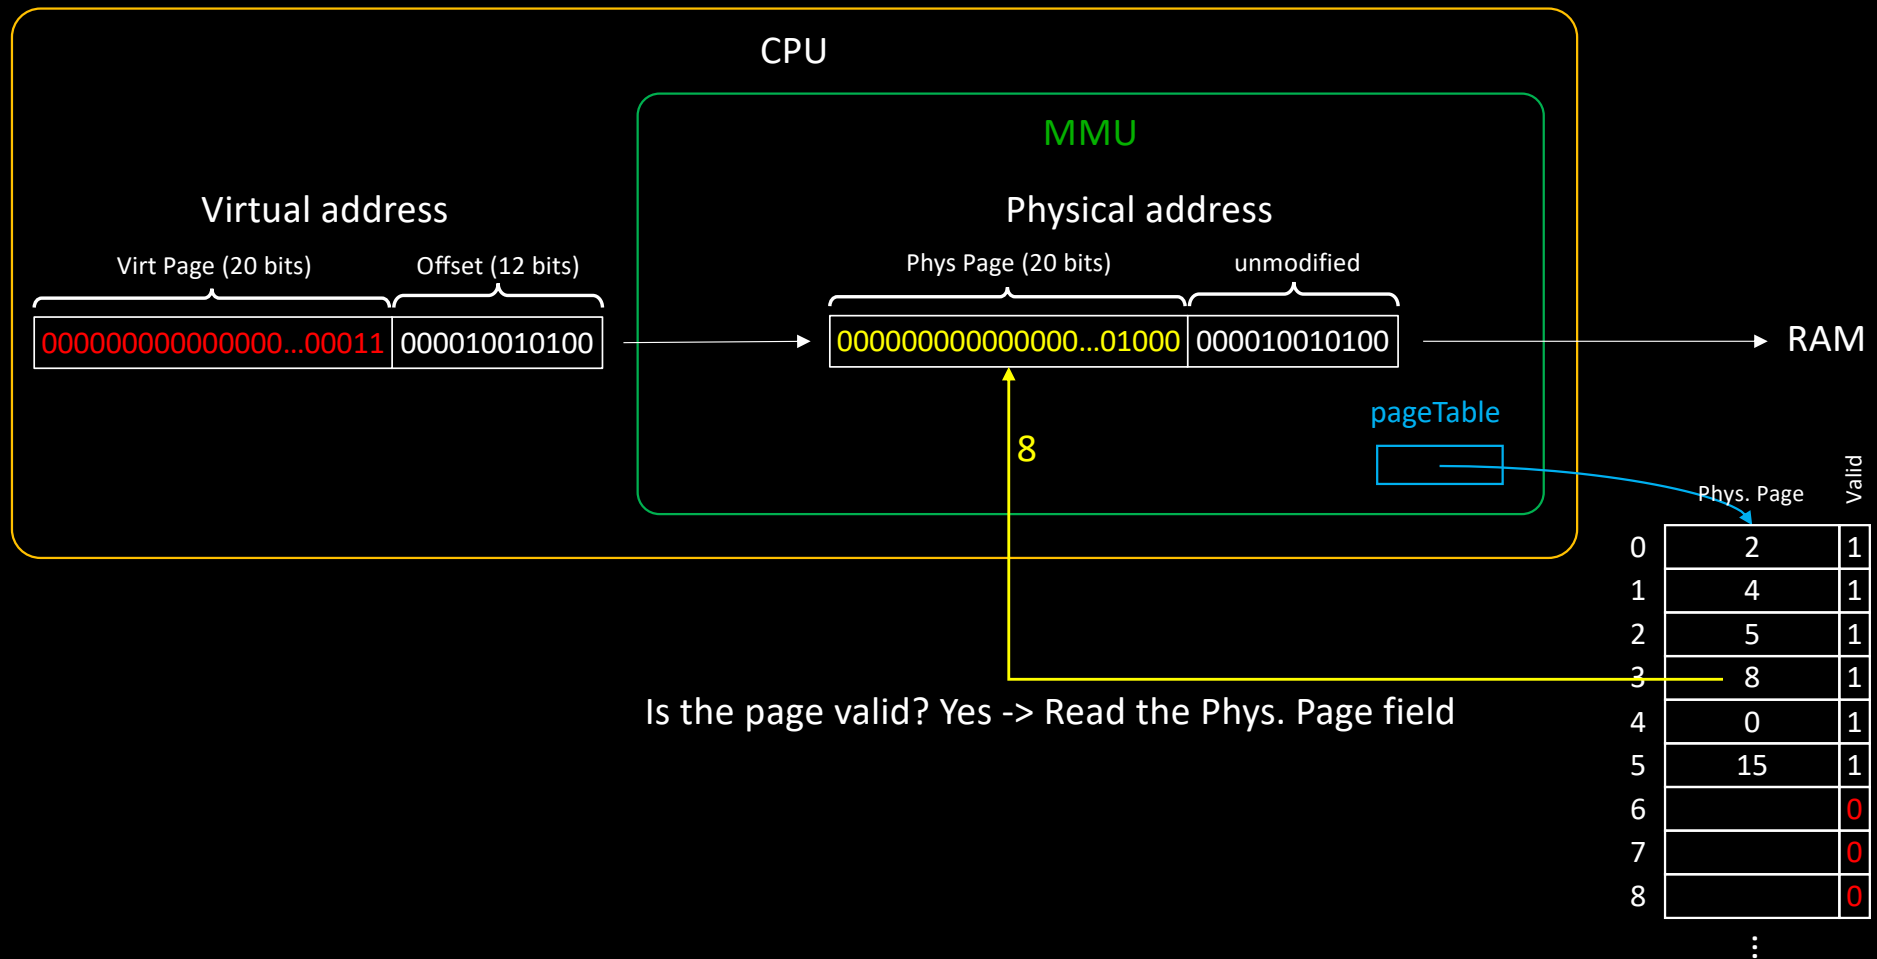 CPU
MMU
Virtual address
Physical address
Virt Page (20 bits)
Offset (12 bits)
Phys Page (20 bits)
unmodified
000000000000000...00011
000010010100
000000000000000...01000
000010010100
RAM
pageTable
8
Phys. Page
Valid
0 2 1
1 4 1
2 5 1
3 8 1
4 0 1
5 15 1
6 0
7 0
8 0
...
Is the page valid? Yes -> Read the Phys. Page field